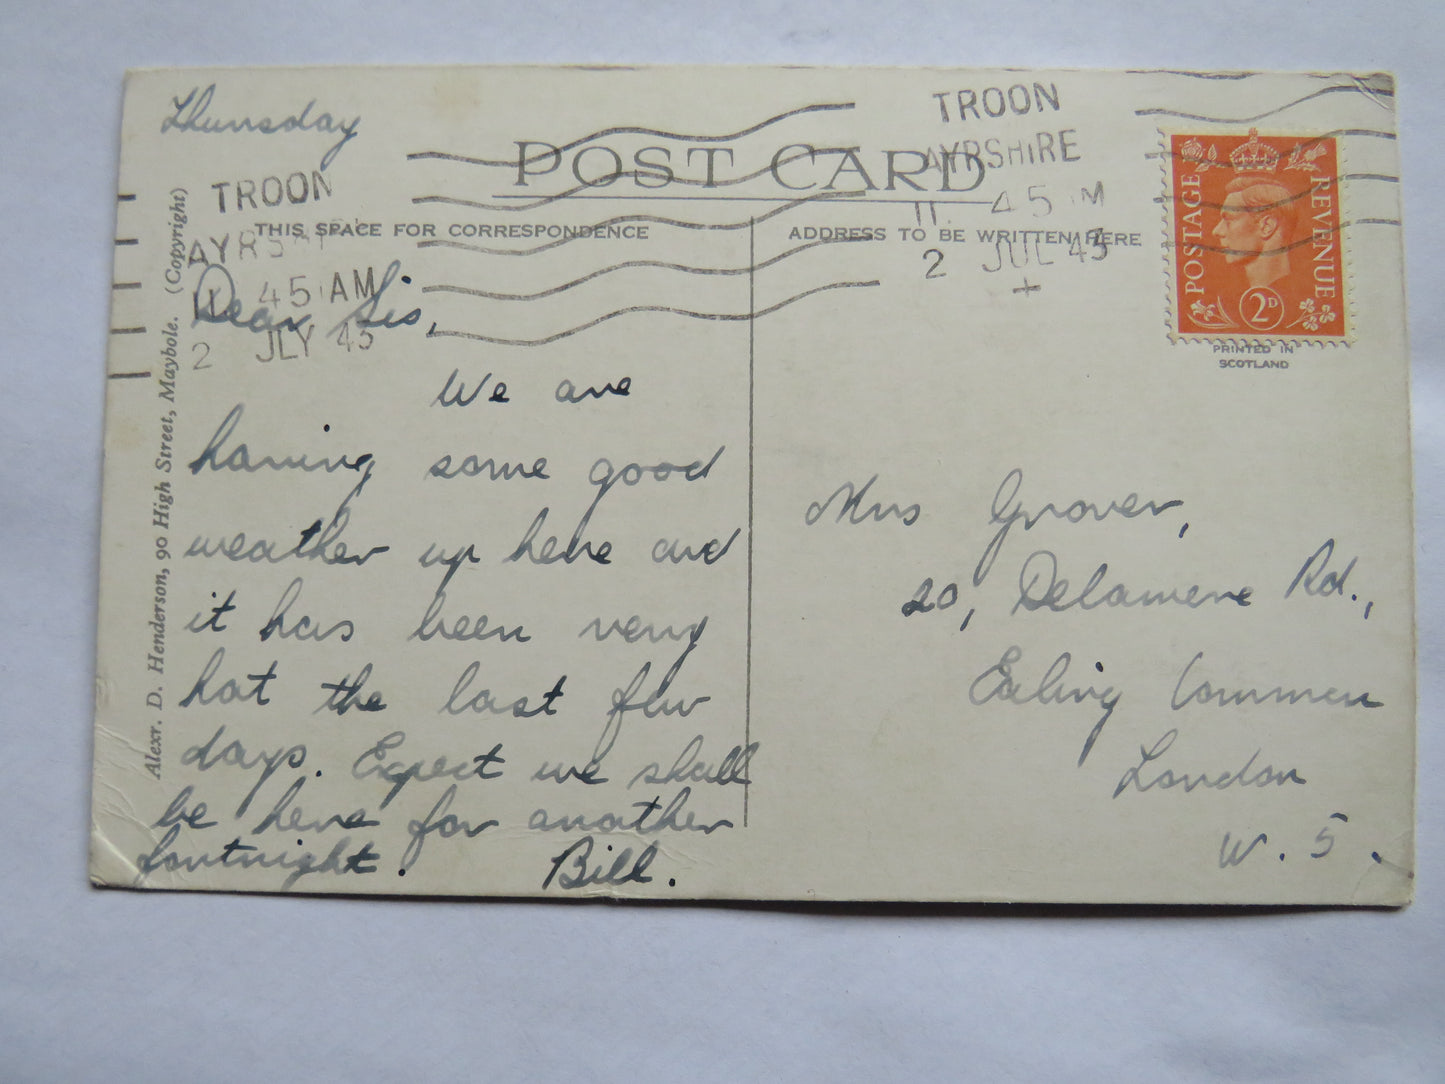 Thursday
TROON
AYRSHIRE
11. 45 AM
2 JUL 43
TROON
11 45 AM
2 JLY 43
POST CARD
THIS SPACE FOR CORRESPONDENCE
ADDRESS TO BE WRITTEN HERE
POSTAGE
REVENUE
2D
PRINTED IN
SCOTLAND
Alexr. D. Henderson, 90 High Street, Maybole. (Copyright)
Dear Sis,
We are
having some good
weather up here and
it has been very
hot the last few
days. Expect we shall
be here for another
fortnight. Bill.
Mrs Grover,
20, Delamere Rd.,
Ealing Common
London
W. 5.